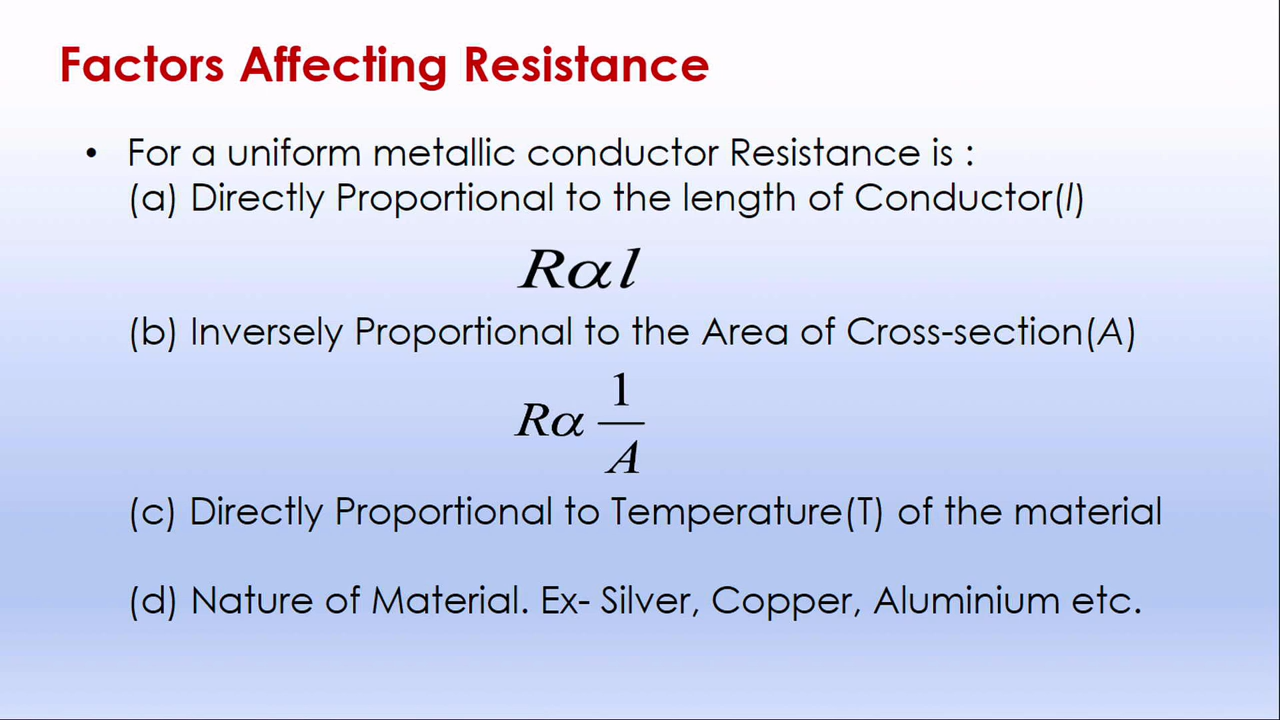 Factors Affecting Resistance
• For a uniform metallic conductor Resistance is :
(a) Directly Proportional to the length of Conductor(l)
Rαl
(b) Inversely Proportional to the Area of Cross-section(A)
Rα 1/A
(c) Directly Proportional to Temperature(T) of the material
(d) Nature of Material. Ex- Silver, Copper, Aluminium etc.